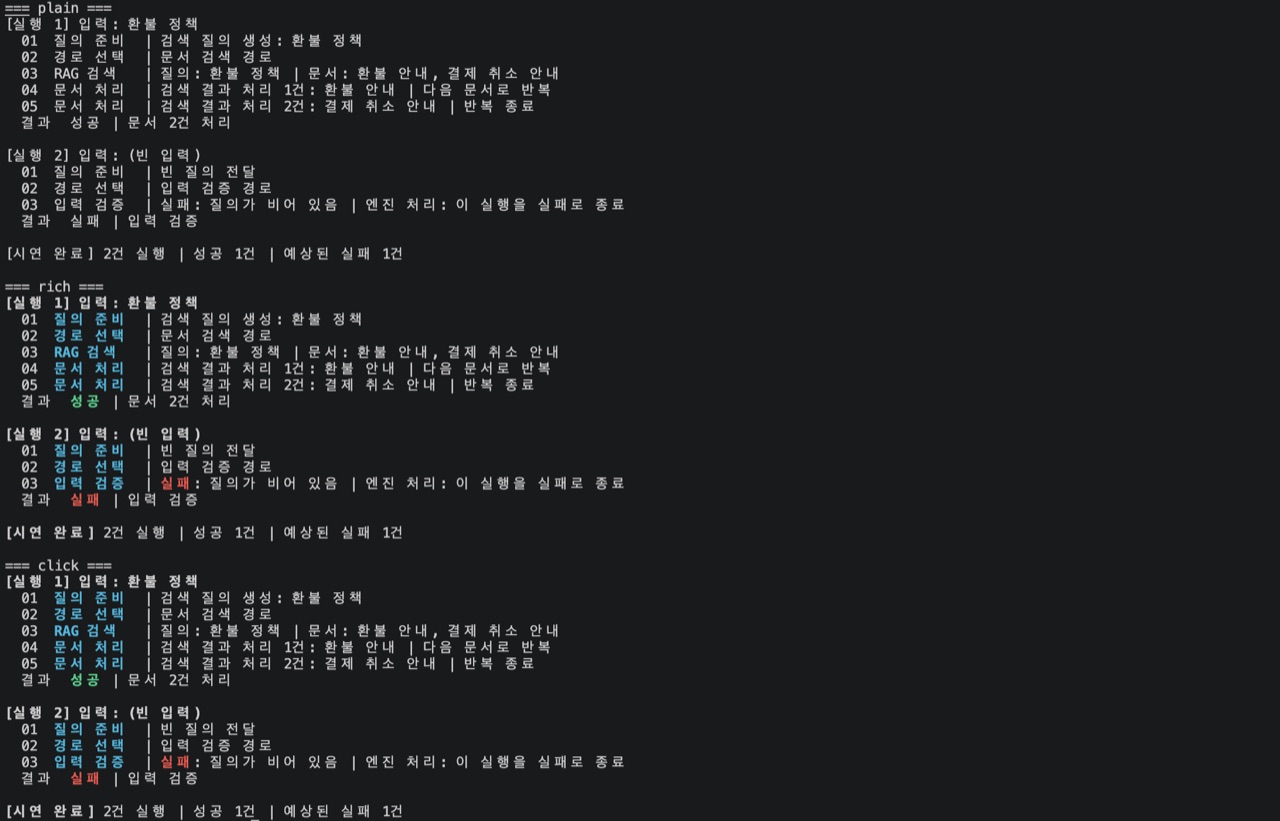 === plain ===
[실행 1] 입력: 환불 정책
01 질의 준비 | 검색 질의 생성: 환불 정책
02 경로 선택 | 문서 검색 경로
03 RAG 검색 | 질의: 환불 정책 | 문서: 환불 안내, 결제 취소 안내
04 문서 처리 | 검색 결과 처리 1건: 환불 안내 | 다음 문서로 반복
05 문서 처리 | 검색 결과 처리 2건: 결제 취소 안내 | 반복 종료
결과 성공 | 문서 2건 처리
[실행 2] 입력: (빈 입력)
01 질의 준비 | 빈 질의 전달
02 경로 선택 | 입력 검증 경로
03 입력 검증 | 실패: 질의가 비어 있음 | 엔진 처리: 이 실행을 실패로 종료
결과 실패 | 입력 검증
[시연 완료] 2건 실행 | 성공 1건 | 예상된 실패 1건
=== rich ===
[실행 1] 입력: 환불 정책
01 질의 준비 | 검색 질의 생성: 환불 정책
02 경로 선택 | 문서 검색 경로
03 RAG 검색 | 질의: 환불 정책 | 문서: 환불 안내, 결제 취소 안내
04 문서 처리 | 검색 결과 처리 1건: 환불 안내 | 다음 문서로 반복
05 문서 처리 | 검색 결과 처리 2건: 결제 취소 안내 | 반복 종료
결과 성공 | 문서 2건 처리
[실행 2] 입력: (빈 입력)
01 질의 준비 | 빈 질의 전달
02 경로 선택 | 입력 검증 경로
03 입력 검증 | 실패: 질의가 비어 있음 | 엔진 처리: 이 실행을 실패로 종료
결과 실패 | 입력 검증
[시연 완료] 2건 실행 | 성공 1건 | 예상된 실패 1건
=== click ===
[실행 1] 입력: 환불 정책
01 질의 준비 | 검색 질의 생성: 환불 정책
02 경로 선택 | 문서 검색 경로
03 RAG 검색 | 질의: 환불 정책 | 문서: 환불 안내, 결제 취소 안내
04 문서 처리 | 검색 결과 처리 1건: 환불 안내 | 다음 문서로 반복
05 문서 처리 | 검색 결과 처리 2건: 결제 취소 안내 | 반복 종료
결과 성공 | 문서 2건 처리
[실행 2] 입력: (빈 입력)
01 질의 준비 | 빈 질의 전달
02 경로 선택 | 입력 검증 경로
03 입력 검증 | 실패: 질의가 비어 있음 | 엔진 처리: 이 실행을 실패로 종료
결과 실패 | 입력 검증
[시연 완료] 2건 실행 | 성공 1건 | 예상된 실패 1건